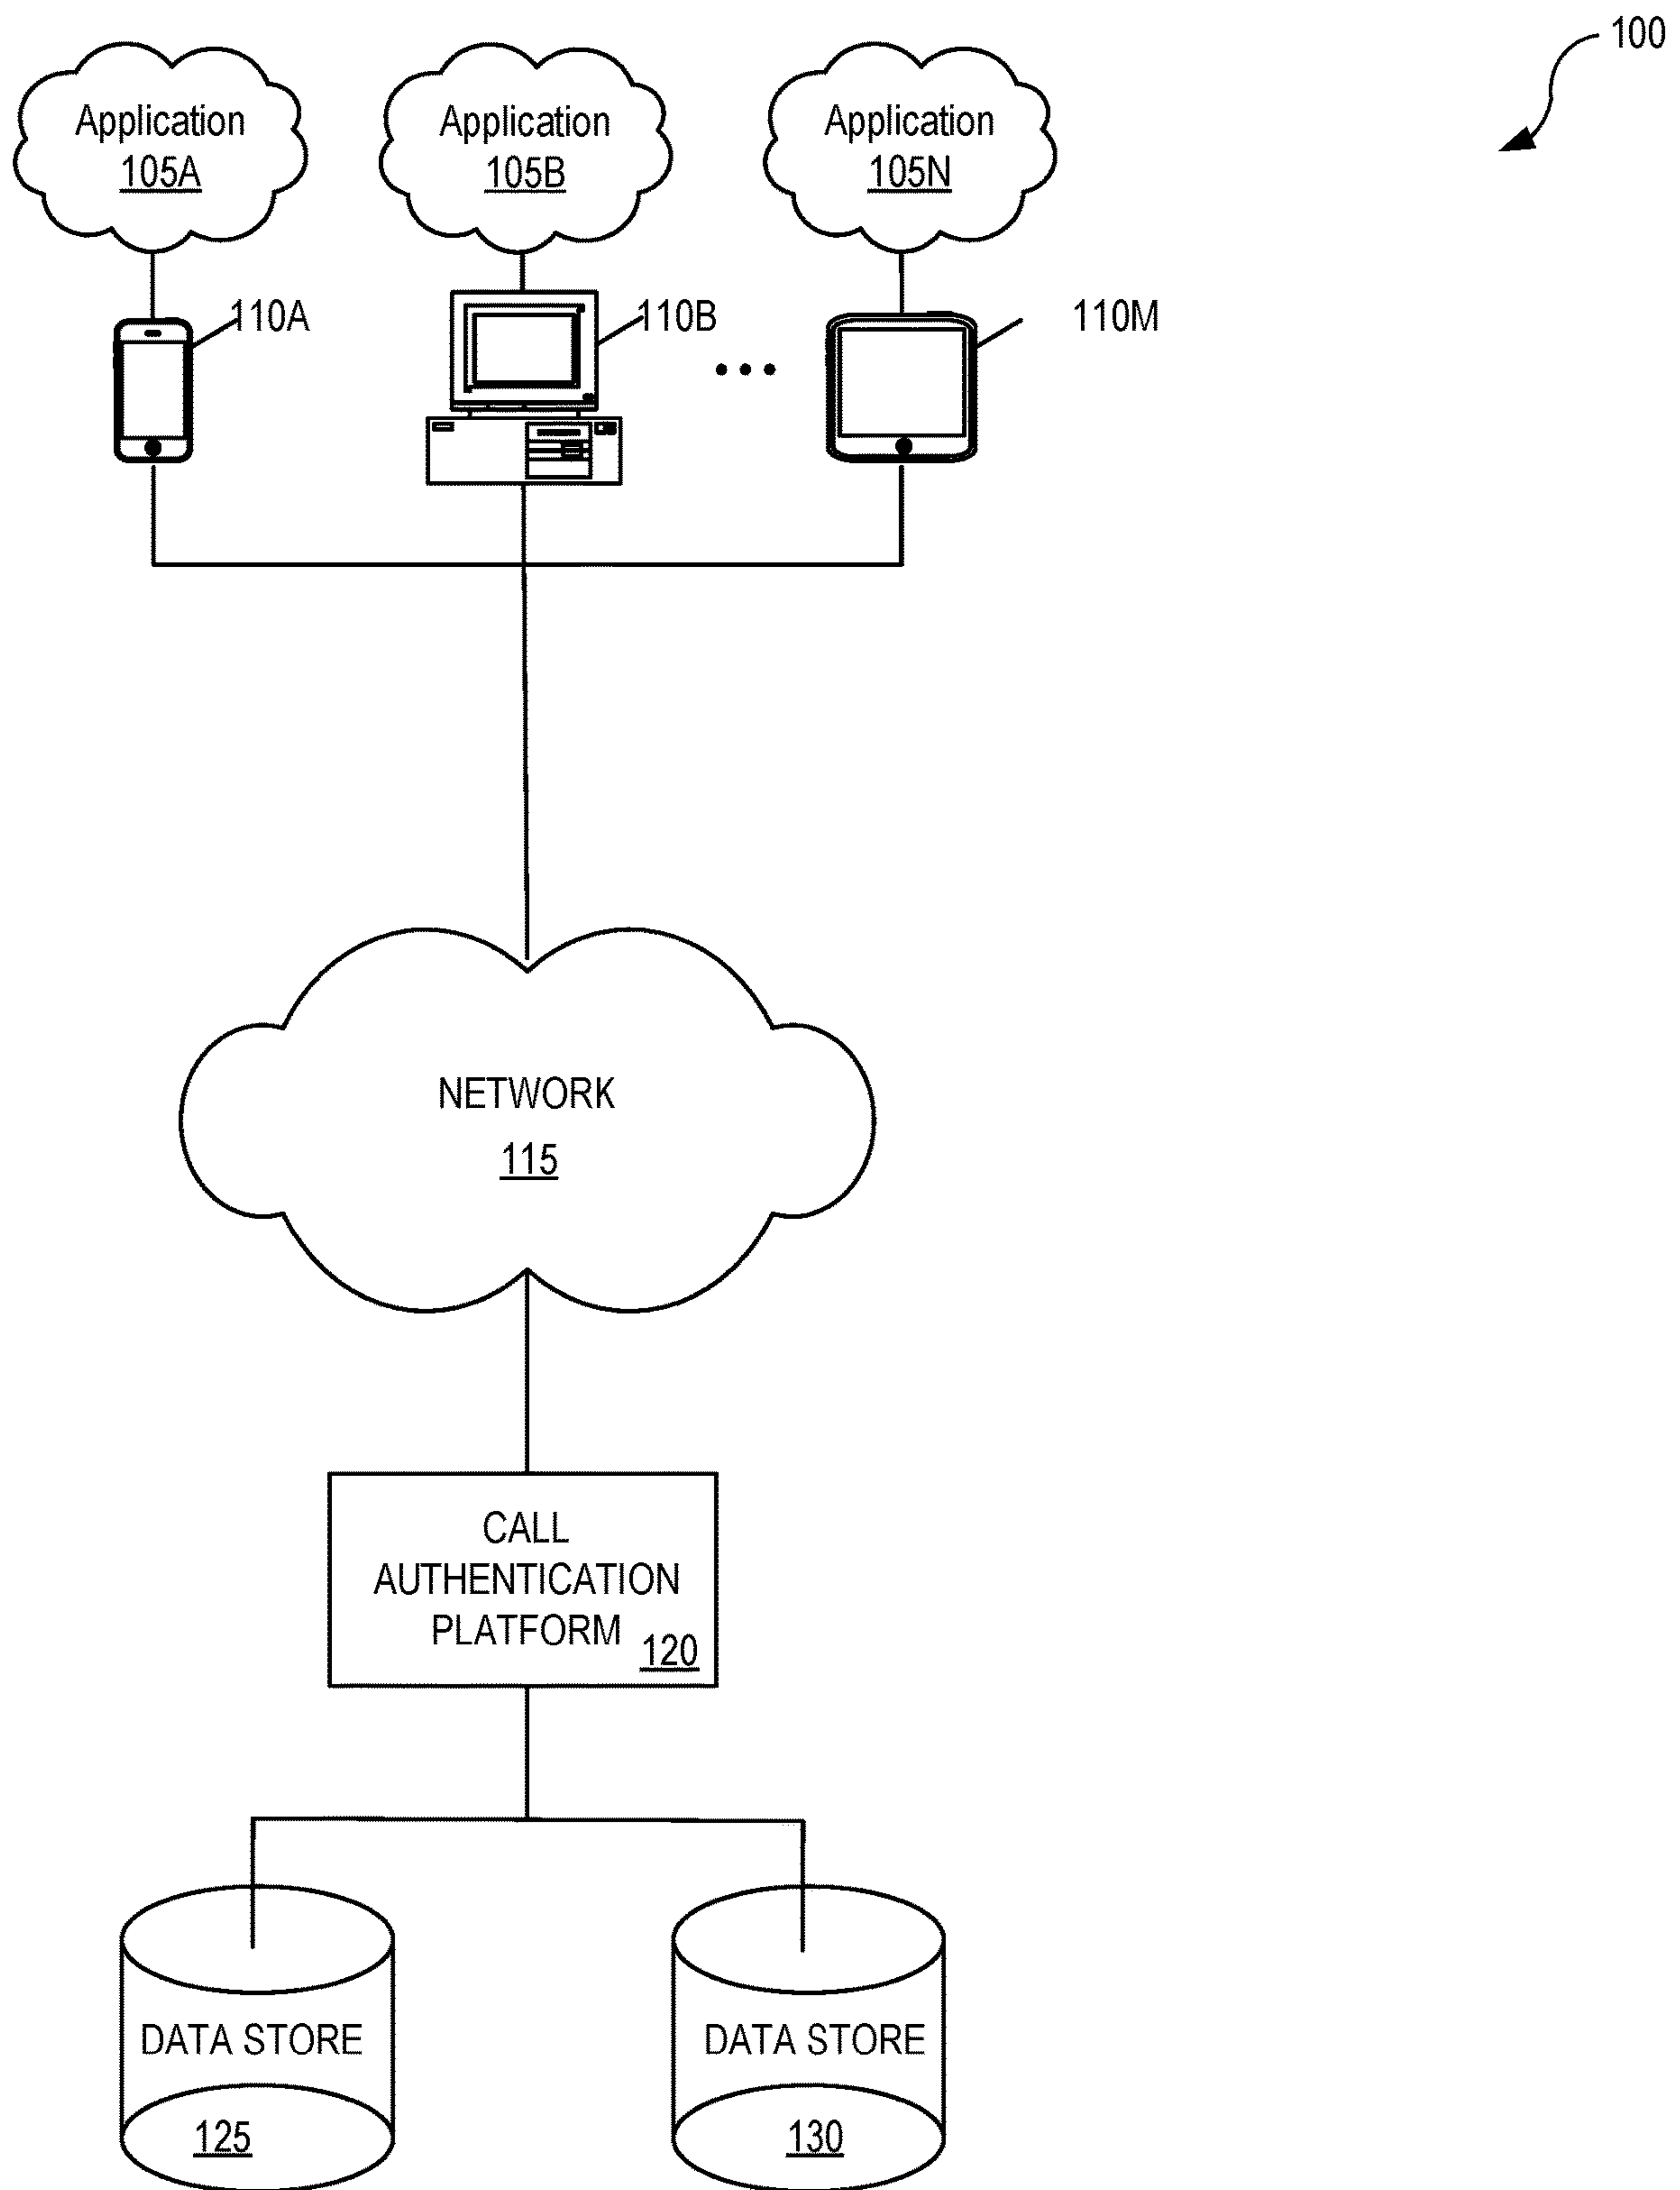 100
Application
105A
Application
105B
Application
105N
110A
110B
110M
NETWORK
115
CALL
AUTHENTICATION
PLATFORM
120
DATA STORE
125
DATA STORE
130